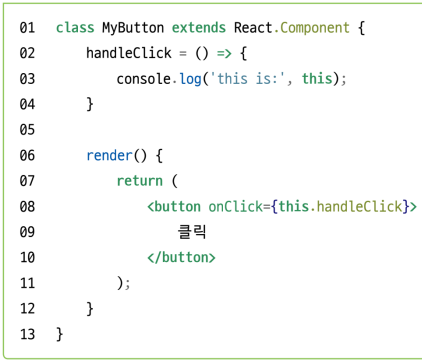 01 class MyButton extends React.Component {
02     handleClick = () => {
03         console.log('this is:', this);
04     }
05
06     render() {
07         return (
08             <button onClick={this.handleClick}>
09                 클릭
10             </button>
11         );
12     }
13 }